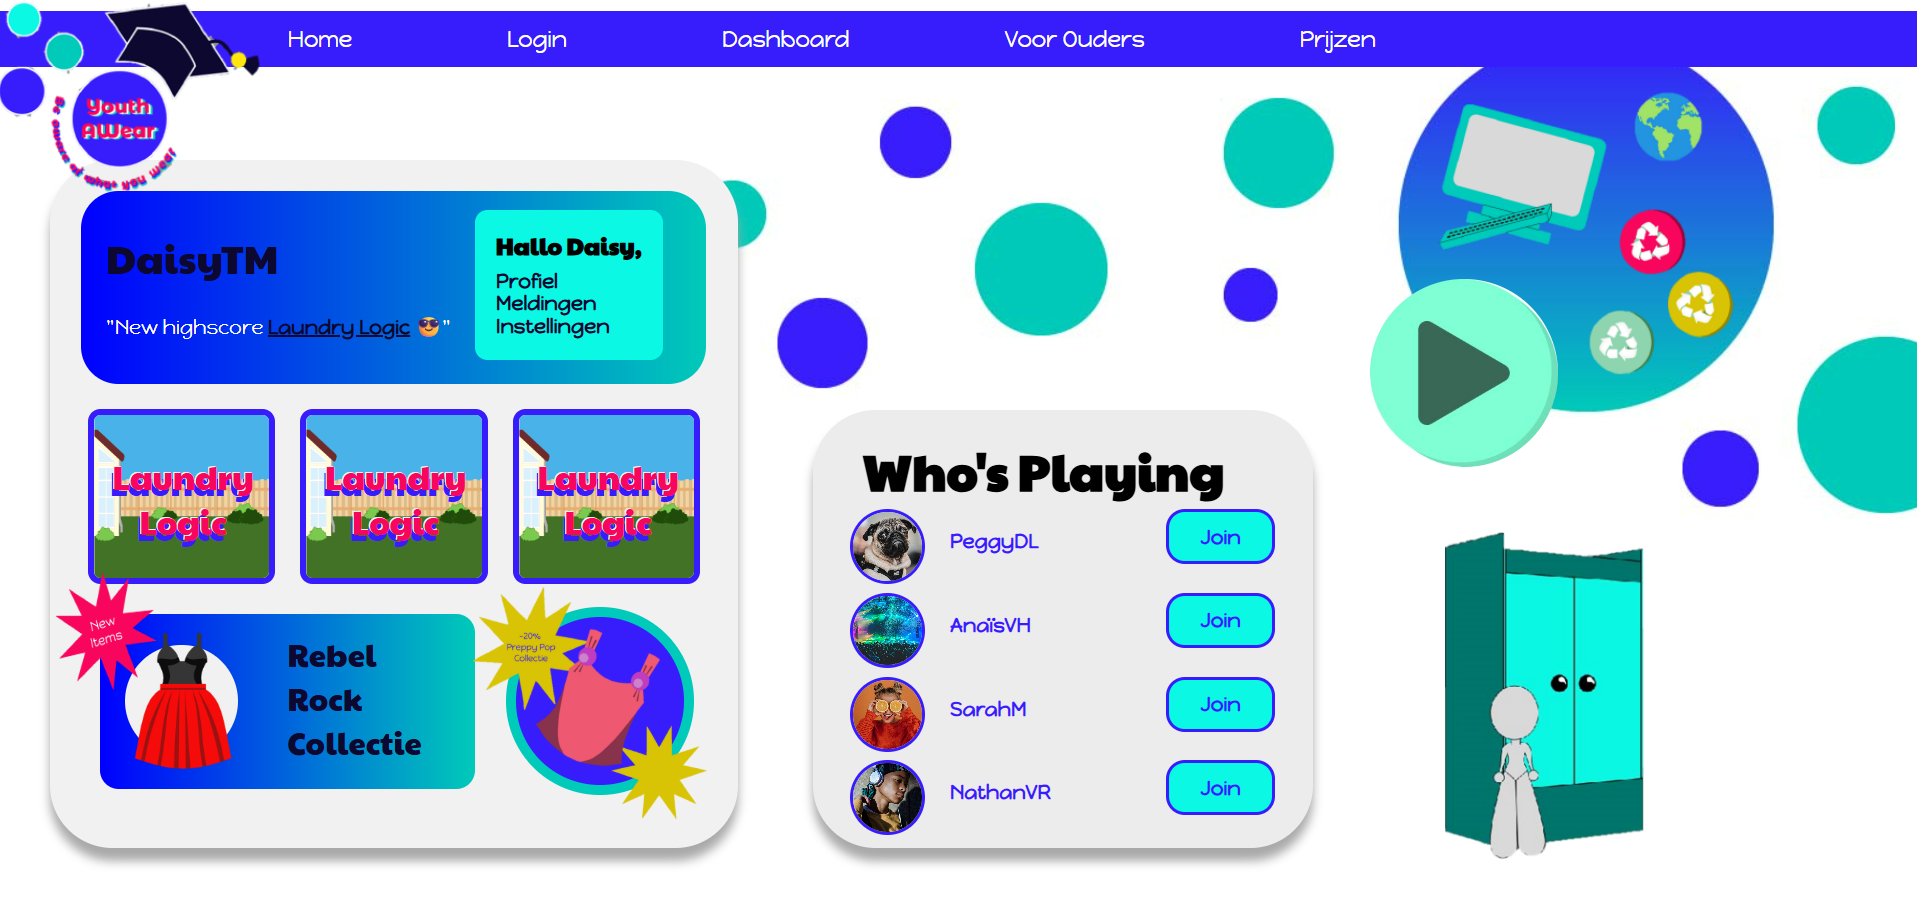 Home
Login
Dashboard
Voor Ouders
Prijzen
Youth
AWear
Be aware of what you wear
DaisyTM
"New highscore Laundry Logic 😎"
Hallo Daisy,
Profiel
Meldingen
Instellingen
Laundry
Logic
Laundry
Logic
Laundry
Logic
New
Items
Rebel
Rock
Collectie
-20%
Preppy Pop
Collectie
Who's Playing
PeggyDL
Join
AnaïsVH
Join
SarahM
Join
NathanVR
Join